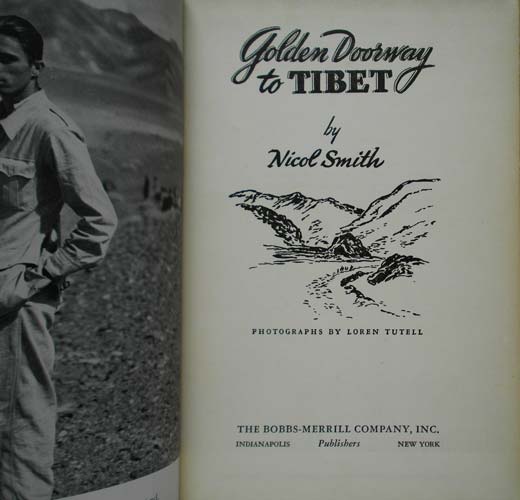 Golden Doorway
to TIBET
by
Nicol Smith
PHOTOGRAPHS BY LOREN TUTELL
THE BOBBS-MERRILL COMPANY, INC.
INDIANAPOLIS Publishers NEW YORK